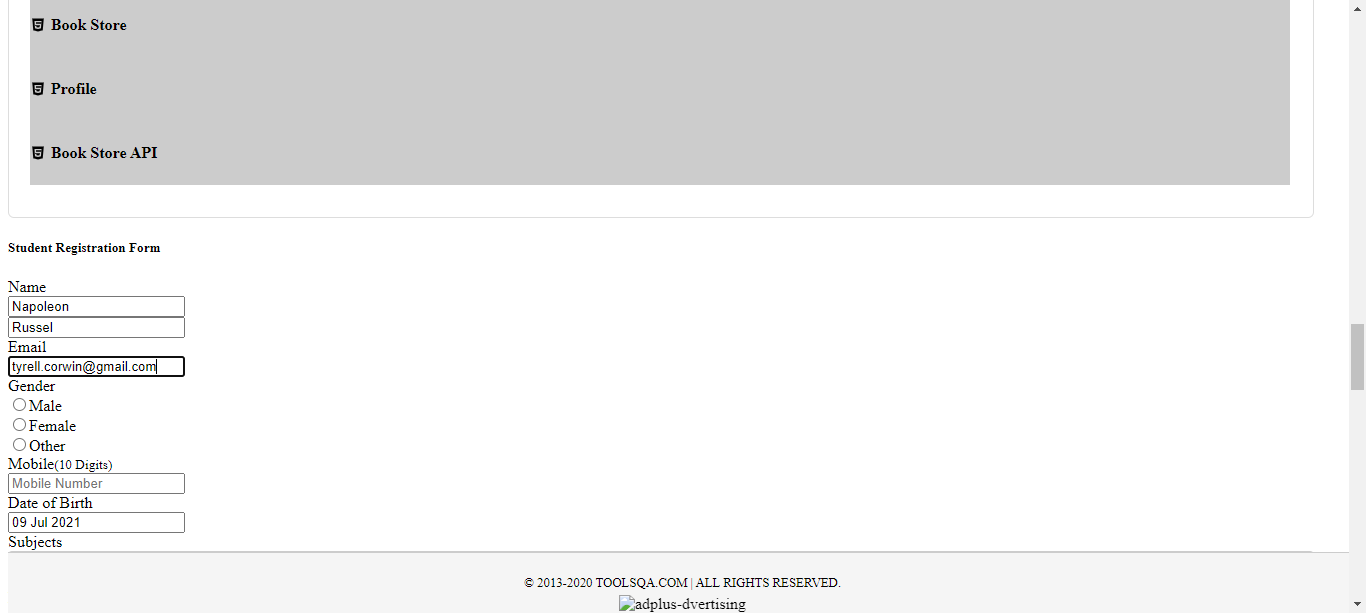 Book Store
Profile
Book Store API
Student Registration Form
Name
Napoleon
Russel
Email
tyrell.corwin@gmail.com
Gender
Male
Female
Other
Mobile(10 Digits)
Mobile Number
Date of Birth
09 Jul 2021
Subjects
© 2013-2020 TOOLSQA.COM | ALL RIGHTS RESERVED.
adplus-dvertising